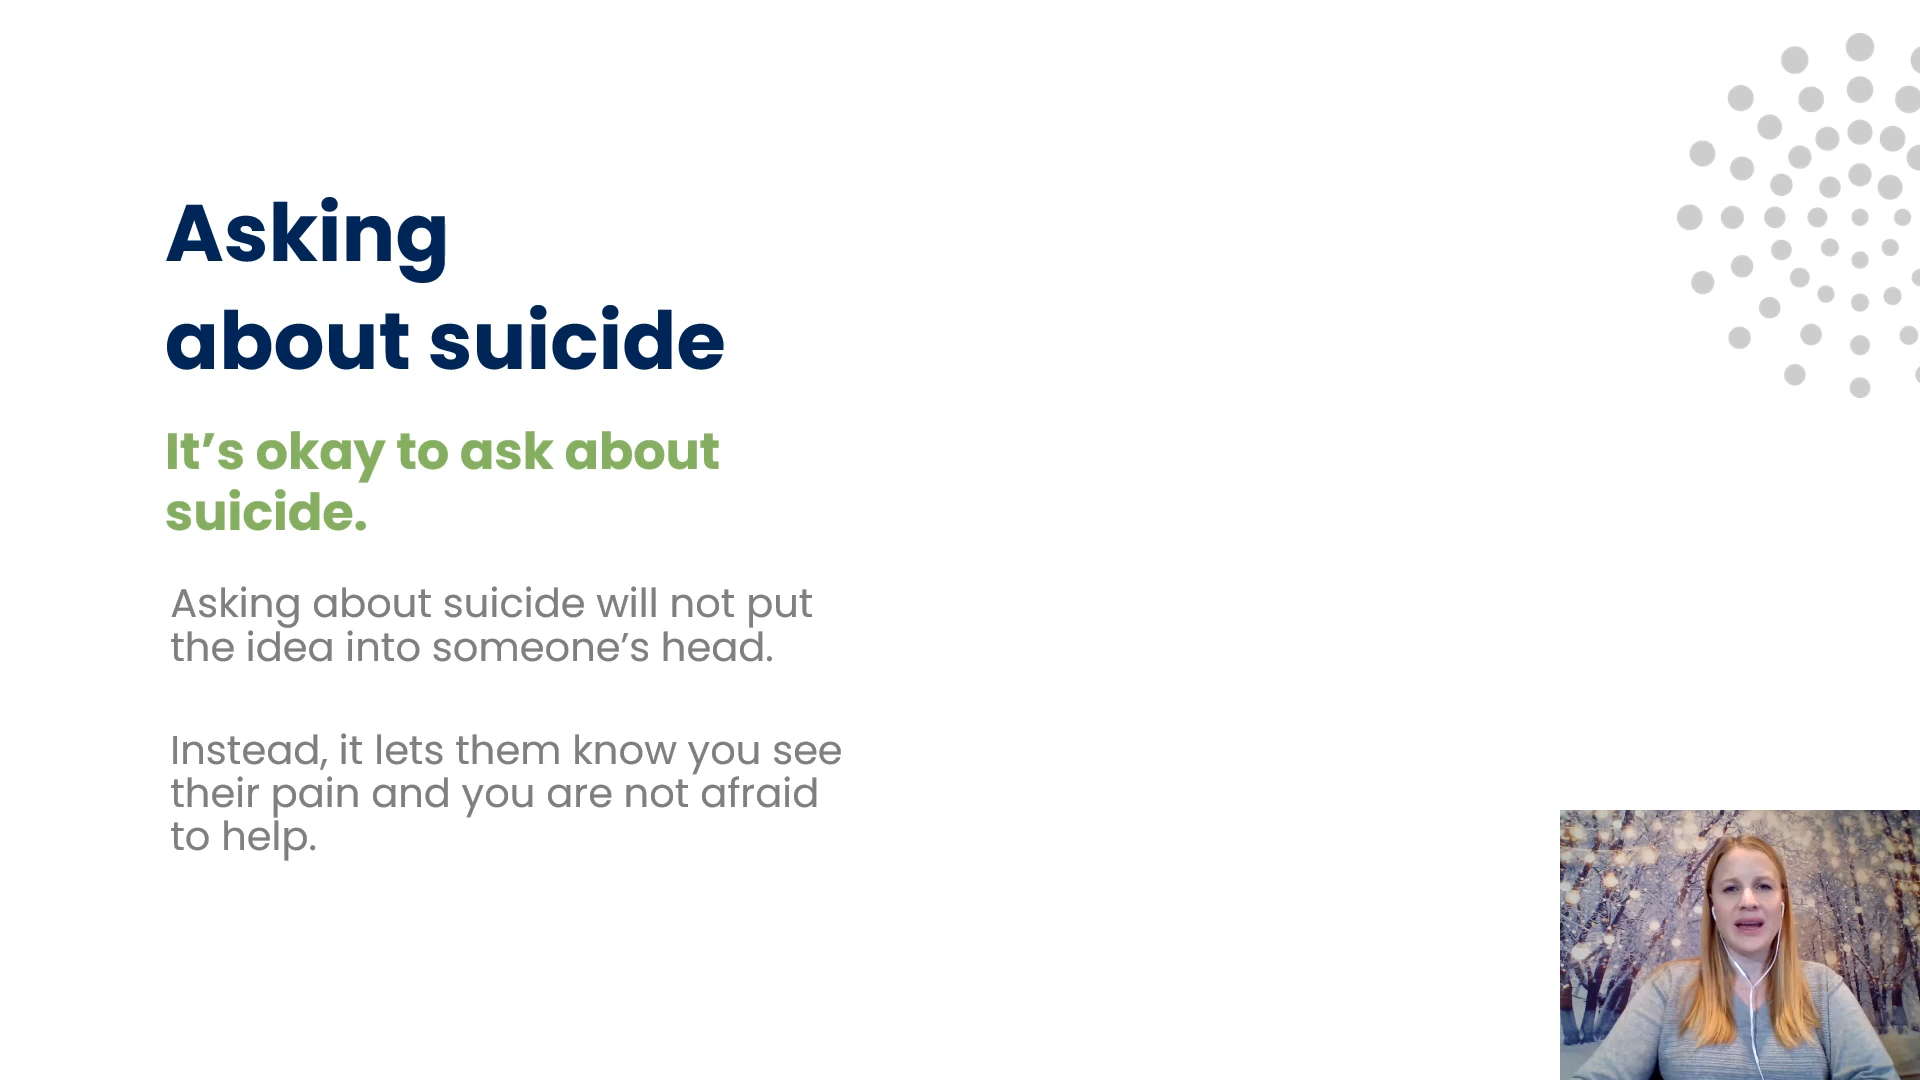 Asking
about suicide
It’s okay to ask about
suicide.
Asking about suicide will not put
the idea into someone’s head.
Instead, it lets them know you see
their pain and you are not afraid
to help.